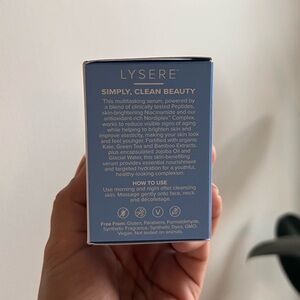 LYSERE™
SIMPLY, CLEAN BEAUTY
This multitasking serum, powered by
a blend of clinically tested Peptides,
skin-brightening Niacinamide and our
antioxidant-rich Nordiplex™ Complex,
works to reduce visible signs of aging
while helping to brighten skin and
improve elasticity, making your skin look
and feel younger. Fortified with organic
Kale, Green Tea and Bamboo Extracts,
plus encapsulated Jojoba Oil and
Glacial Water, this skin-benefiting
serum provides essential nourishment
and targeted hydration for a youthful,
healthy-looking complexion.
HOW TO USE
Use morning and night after cleansing
skin. Massage gently onto face, neck,
and décolletage.
V
Free From: Gluten, Parabens, Formaldehyde,
Synthetic Fragrance, Synthetic Dyes, GMO.
Vegan. Not tested on animals.